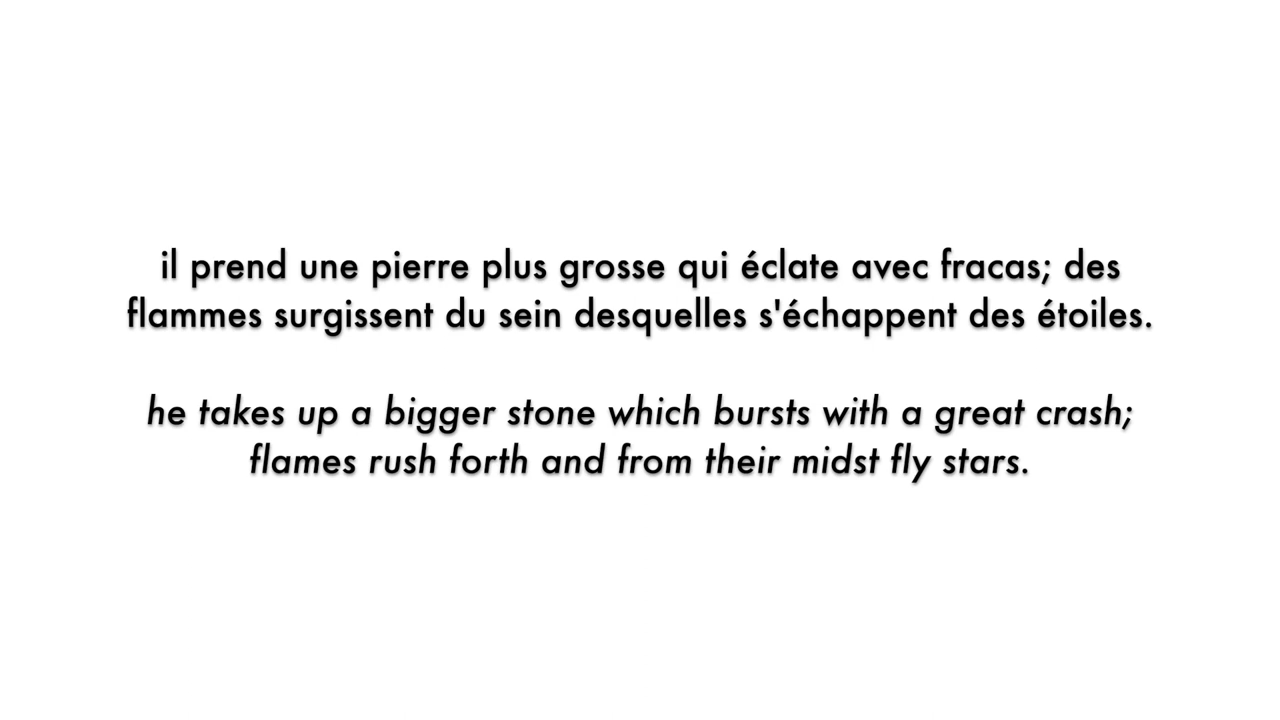 il prend une pierre plus grosse qui éclate avec fracas; des
flammes surgissent du sein desquelles s'échappent des étoiles.
he takes up a bigger stone which bursts with a great crash;
flames rush forth and from their midst fly stars.